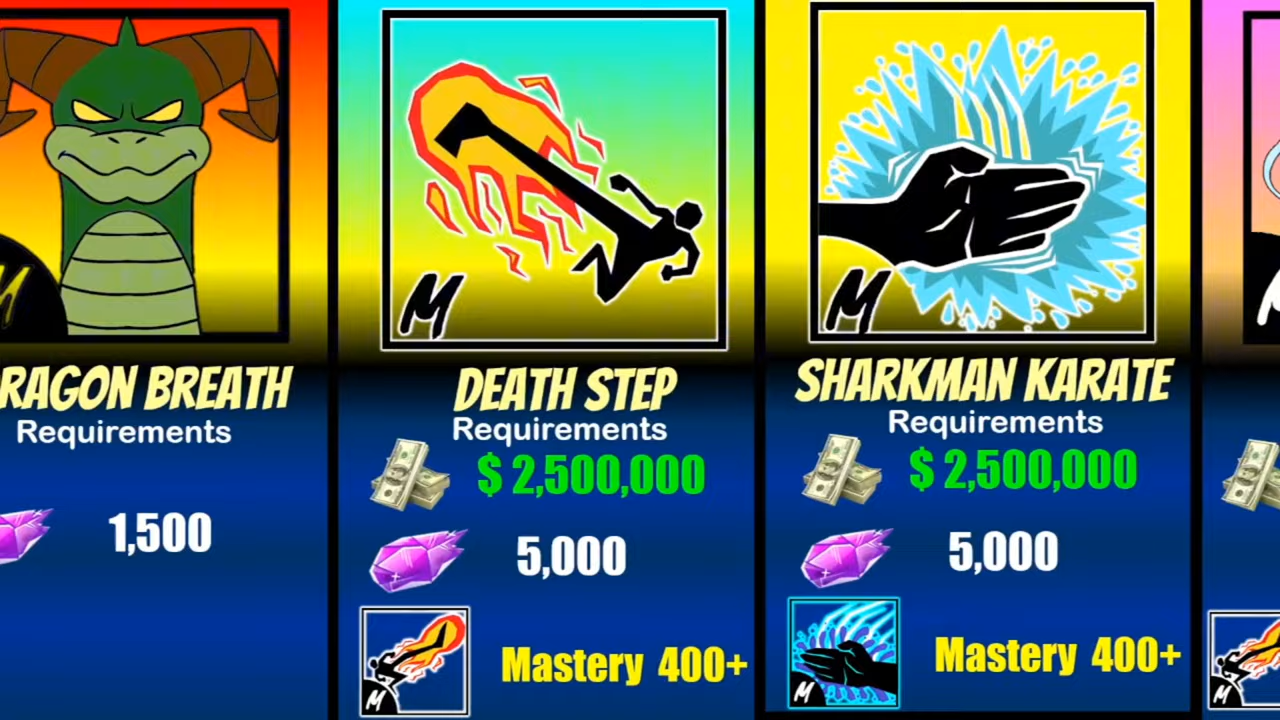 RAGON BREATH
Requirements
1,500
M
DEATH STEP
Requirements
$ 2,500,000
5,000
M
Mastery 400+
M
SHARKMAN KARATE
Requirements
$ 2,500,000
5,000
M
Mastery 400+
M